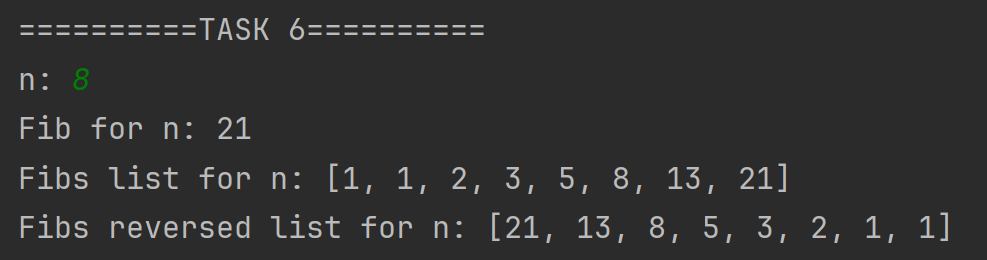 ==========TASK 6==========
n: 8
Fib for n: 21
Fibs list for n: [1, 1, 2, 3, 5, 8, 13, 21]
Fibs reversed list for n: [21, 13, 8, 5, 3, 2, 1, 1]